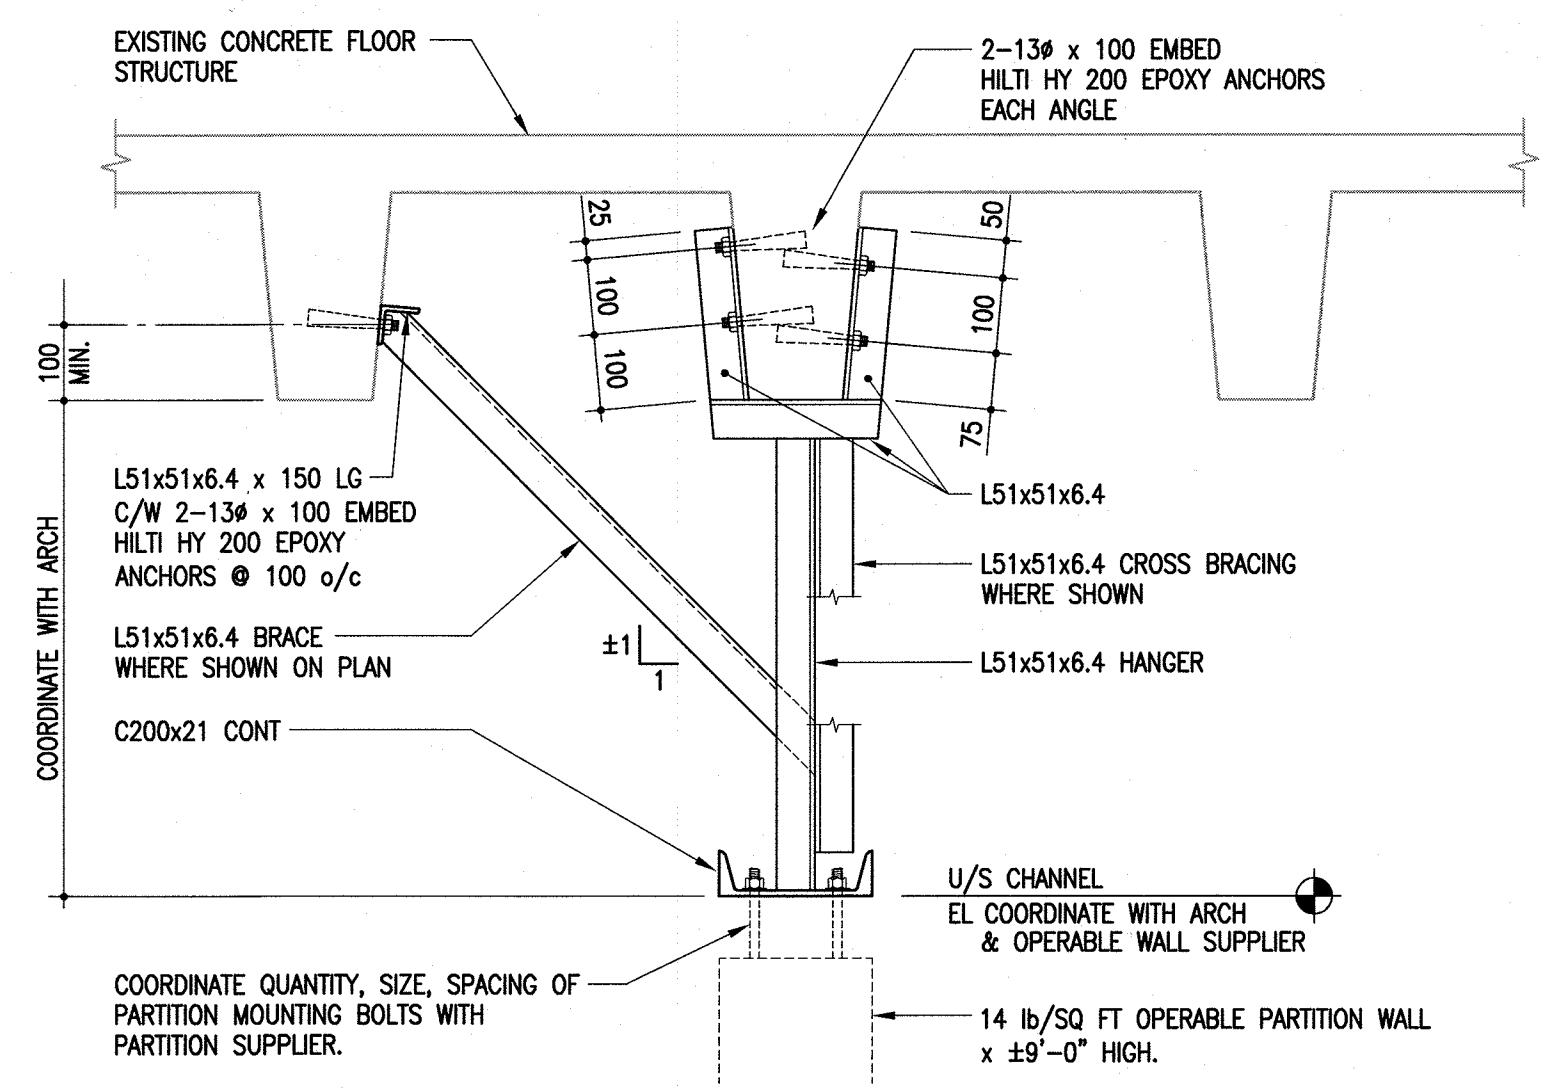 EXISTING CONCRETE FLOOR
STRUCTURE
2-13ø x 100 EMBED
HILTI HY 200 EPOXY ANCHORS
EACH ANGLE
25
100
100
50
100
75
100
MIN.
COORDINATE WITH ARCH
L51x51x6.4 x 150 LG
C/W 2-13ø x 100 EMBED
HILTI HY 200 EPOXY
ANCHORS @ 100 o/c
L51x51x6.4
L51x51x6.4 CROSS BRACING
WHERE SHOWN
L51x51x6.4 BRACE
WHERE SHOWN ON PLAN
±1
1
L51x51x6.4 HANGER
C200x21 CONT
U/S CHANNEL
EL COORDINATE WITH ARCH
& OPERABLE WALL SUPPLIER
COORDINATE QUANTITY, SIZE, SPACING OF
PARTITION MOUNTING BOLTS WITH
PARTITION SUPPLIER.
14 lb/SQ FT OPERABLE PARTITION WALL
x ±9'-0" HIGH.